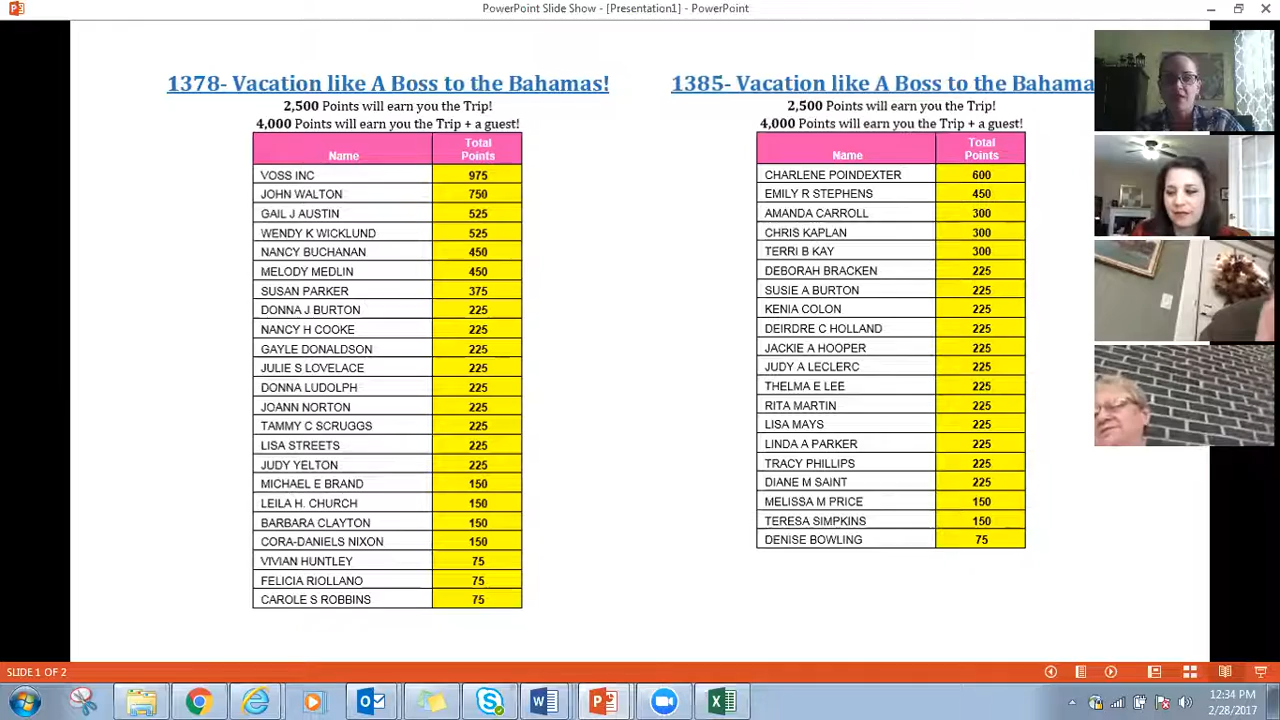 PowerPoint Slide Show - [Presentation1] - PowerPoint
1378- Vacation like A Boss to the Bahamas!
2,500 Points will earn you the Trip!
4,000 Points will earn you the Trip + a guest!
Name Total Points
VOSS INC 975
JOHN WALTON 750
GAIL J AUSTIN 525
WENDY K WICKLUND 525
NANCY BUCHANAN 450
MELODY MEDLIN 450
SUSAN PARKER 375
DONNA J BURTON 225
NANCY H COOKE 225
GAYLE DONALDSON 225
JULIE S LOVELACE 225
DONNA LUDOLPH 225
JOANN NORTON 225
TAMMY C SCRUGGS 225
LISA STREETS 225
JUDY YELTON 225
MICHAEL E BRAND 150
LEILA H. CHURCH 150
BARBARA CLAYTON 150
CORA-DANIELS NIXON 150
VIVIAN HUNTLEY 75
FELICIA RIOLLANO 75
CAROLE S ROBBINS 75
1385- Vacation like A Boss to the Bahama
2,500 Points will earn you the Trip!
4,000 Points will earn you the Trip + a guest!
Name Total Points
CHARLENE POINDEXTER 600
EMILY R STEPHENS 450
AMANDA CARROLL 300
CHRIS KAPLAN 300
TERRI B KAY 300
DEBORAH BRACKEN 225
SUSIE A BURTON 225
KENIA COLON 225
DEIRDRE C HOLLAND 225
JACKIE A HOOPER 225
JUDY A LECLERC 225
THELMA E LEE 225
RITA MARTIN 225
LISA MAYS 225
LINDA A PARKER 225
TRACY PHILLIPS 225
DIANE M SAINT 225
MELISSA M PRICE 150
TERESA SIMPKINS 150
DENISE BOWLING 75
SLIDE 1 OF 2
12:34 PM
2/28/2017